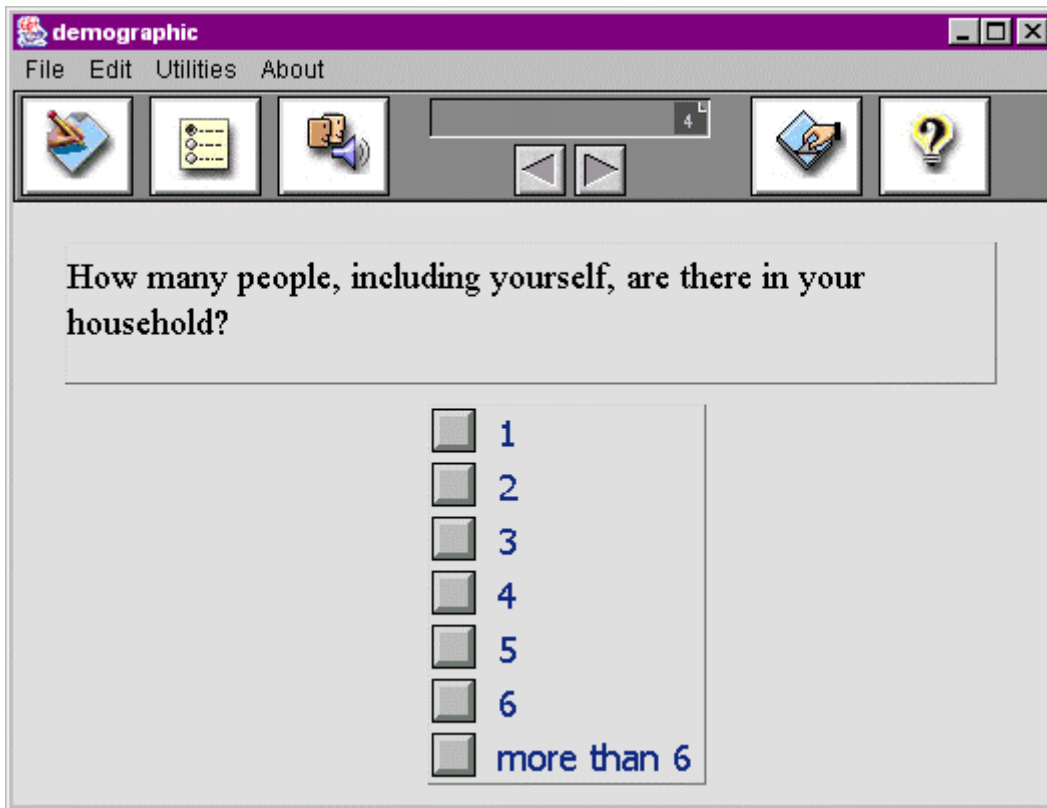 demographic
File Edit Utilities About
4
How many people, including yourself, are there in your
household?
1
2
3
4
5
6
more than 6